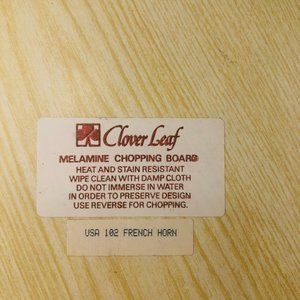 Clover Leaf
MELAMINE CHOPPING BOARD
HEAT AND STAIN RESISTANT
WIPE CLEAN WITH DAMP CLOTH
DO NOT IMMERSE IN WATER
IN ORDER TO PRESERVE DESIGN
USE REVERSE FOR CHOPPING.
USA 102 FRENCH HORN